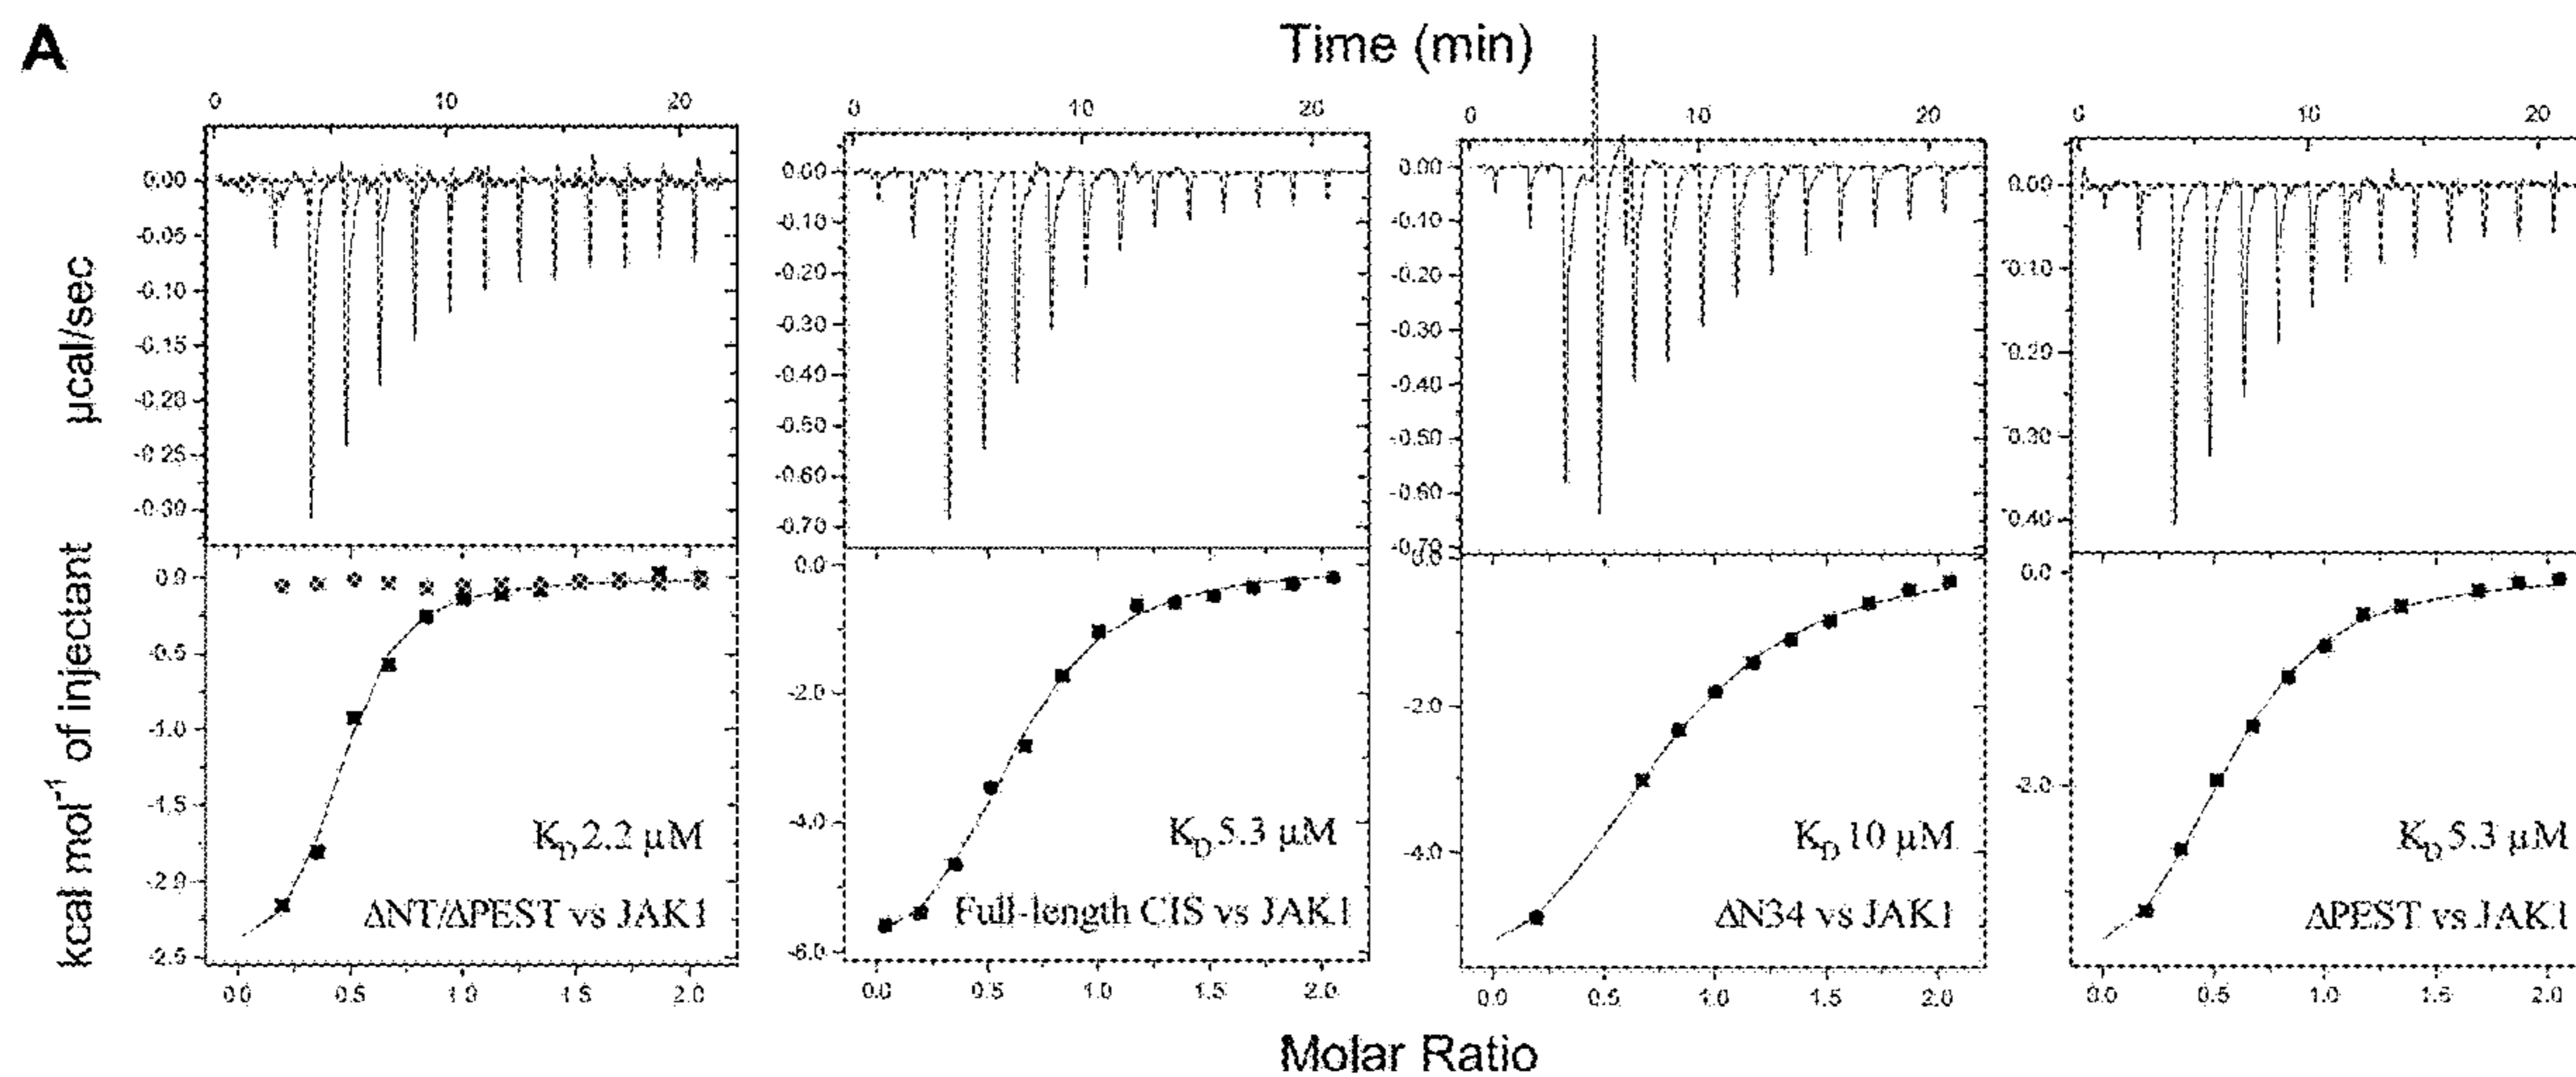 A
Time (min)
0 10 20
0 10 20
0 10 20
0 10 20
µcal/sec
0.00
-0.05
-0.10
-0.15
-0.20
-0.25
-0.30
0.00
-0.10
-0.20
-0.30
-0.40
-0.50
-0.60
-0.70
0.00
-0.10
-0.20
-0.30
-0.40
-0.50
-0.60
-0.70
0.00
-0.10
-0.20
-0.30
-0.40
kcal mol⁻¹ of injectant
0.0
-0.5
-1.0
-1.5
-2.0
-2.5
K_D 2.2 µM
ΔNT/ΔPEST vs JAK1
0.0 0.5 1.0 1.5 2.0
0.0
-2.0
-4.0
-6.0
K_D 5.3 µM
Full-length CIS vs JAK1
0.0 0.5 1.0 1.5 2.0
0.0
-2.0
-4.0
K_D 10 µM
ΔN34 vs JAK1
0.0 0.5 1.0 1.5 2.0
0.0
-2.0
K_D 5.3 µM
ΔPEST vs JAK1
0.0 0.5 1.0 1.5 2.0
Molar Ratio